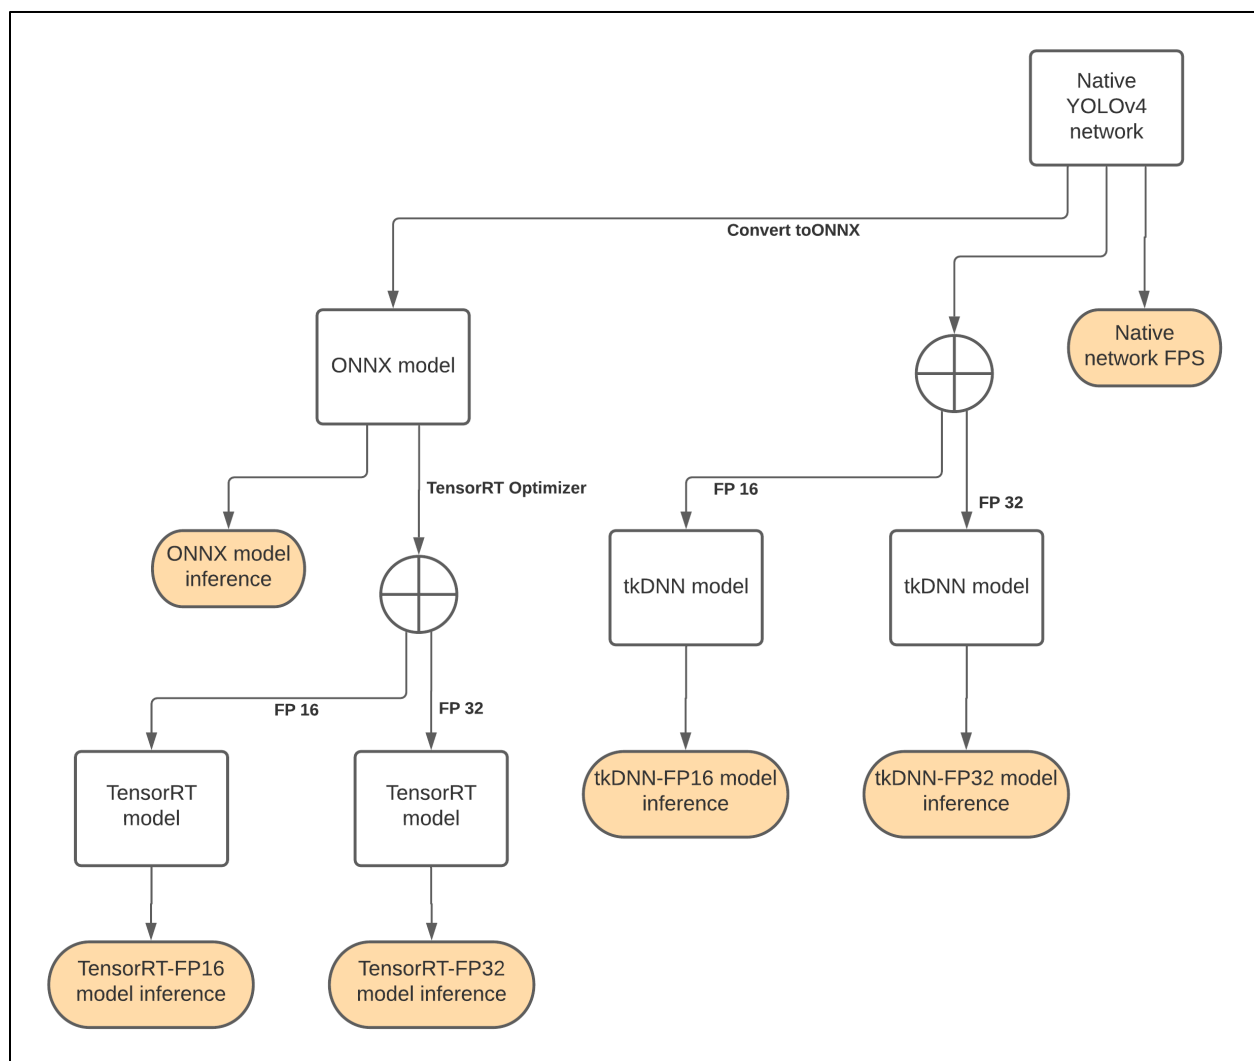 Native
YOLOv4
network
Convert toONNX
Native
network FPS
ONNX model
TensorRT Optimizer
FP 16
FP 32
ONNX model
inference
tkDNN model
tkDNN model
FP 16
FP 32
TensorRT
model
TensorRT
model
tkDNN-FP16 model
inference
tkDNN-FP32 model
inference
TensorRT-FP16
model inference
TensorRT-FP32
model inference